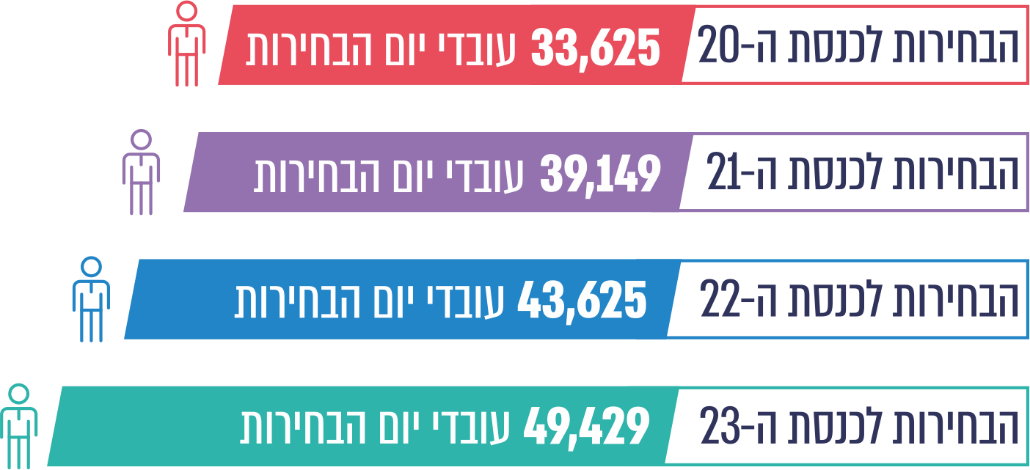 הבחירות לכנסת ה-20 33,625 עובדי יום הבחירות
הבחירות לכנסת ה-21 39,149 עובדי יום הבחירות
הבחירות לכנסת ה-22 43,625 עובדי יום הבחירות
הבחירות לכנסת ה-23 49,429 עובדי יום הבחירות